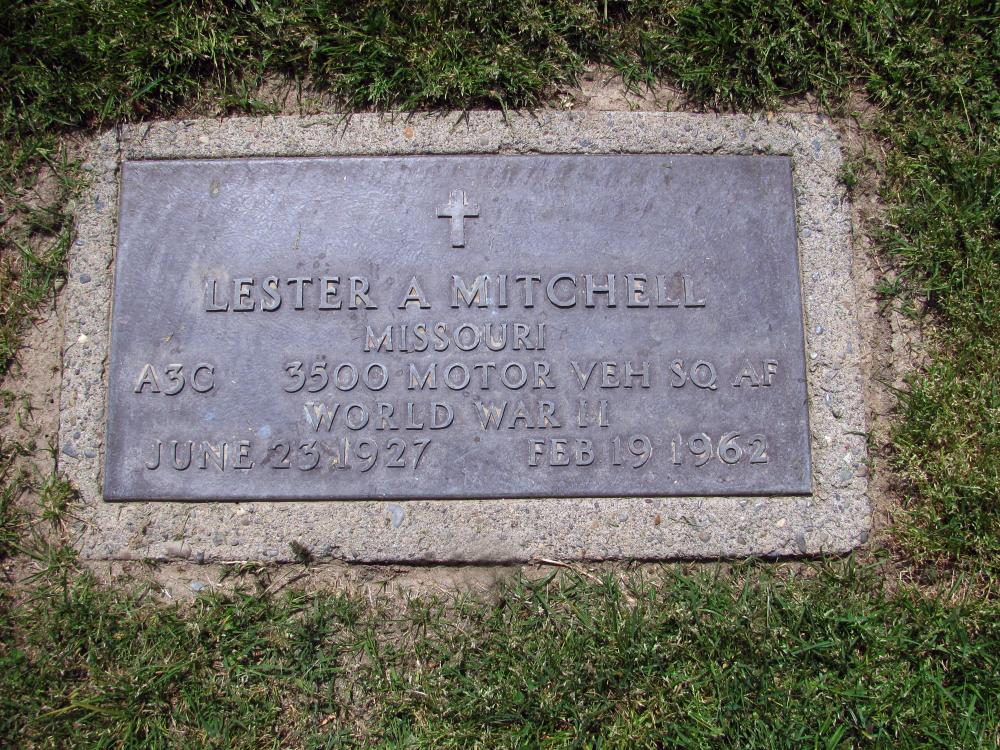 LESTER A MITCHELL
MISSOURI
A3C 3500 MOTOR VEH SQ AF
WORLD WAR II
JUNE 23 1927 FEB 19 1962